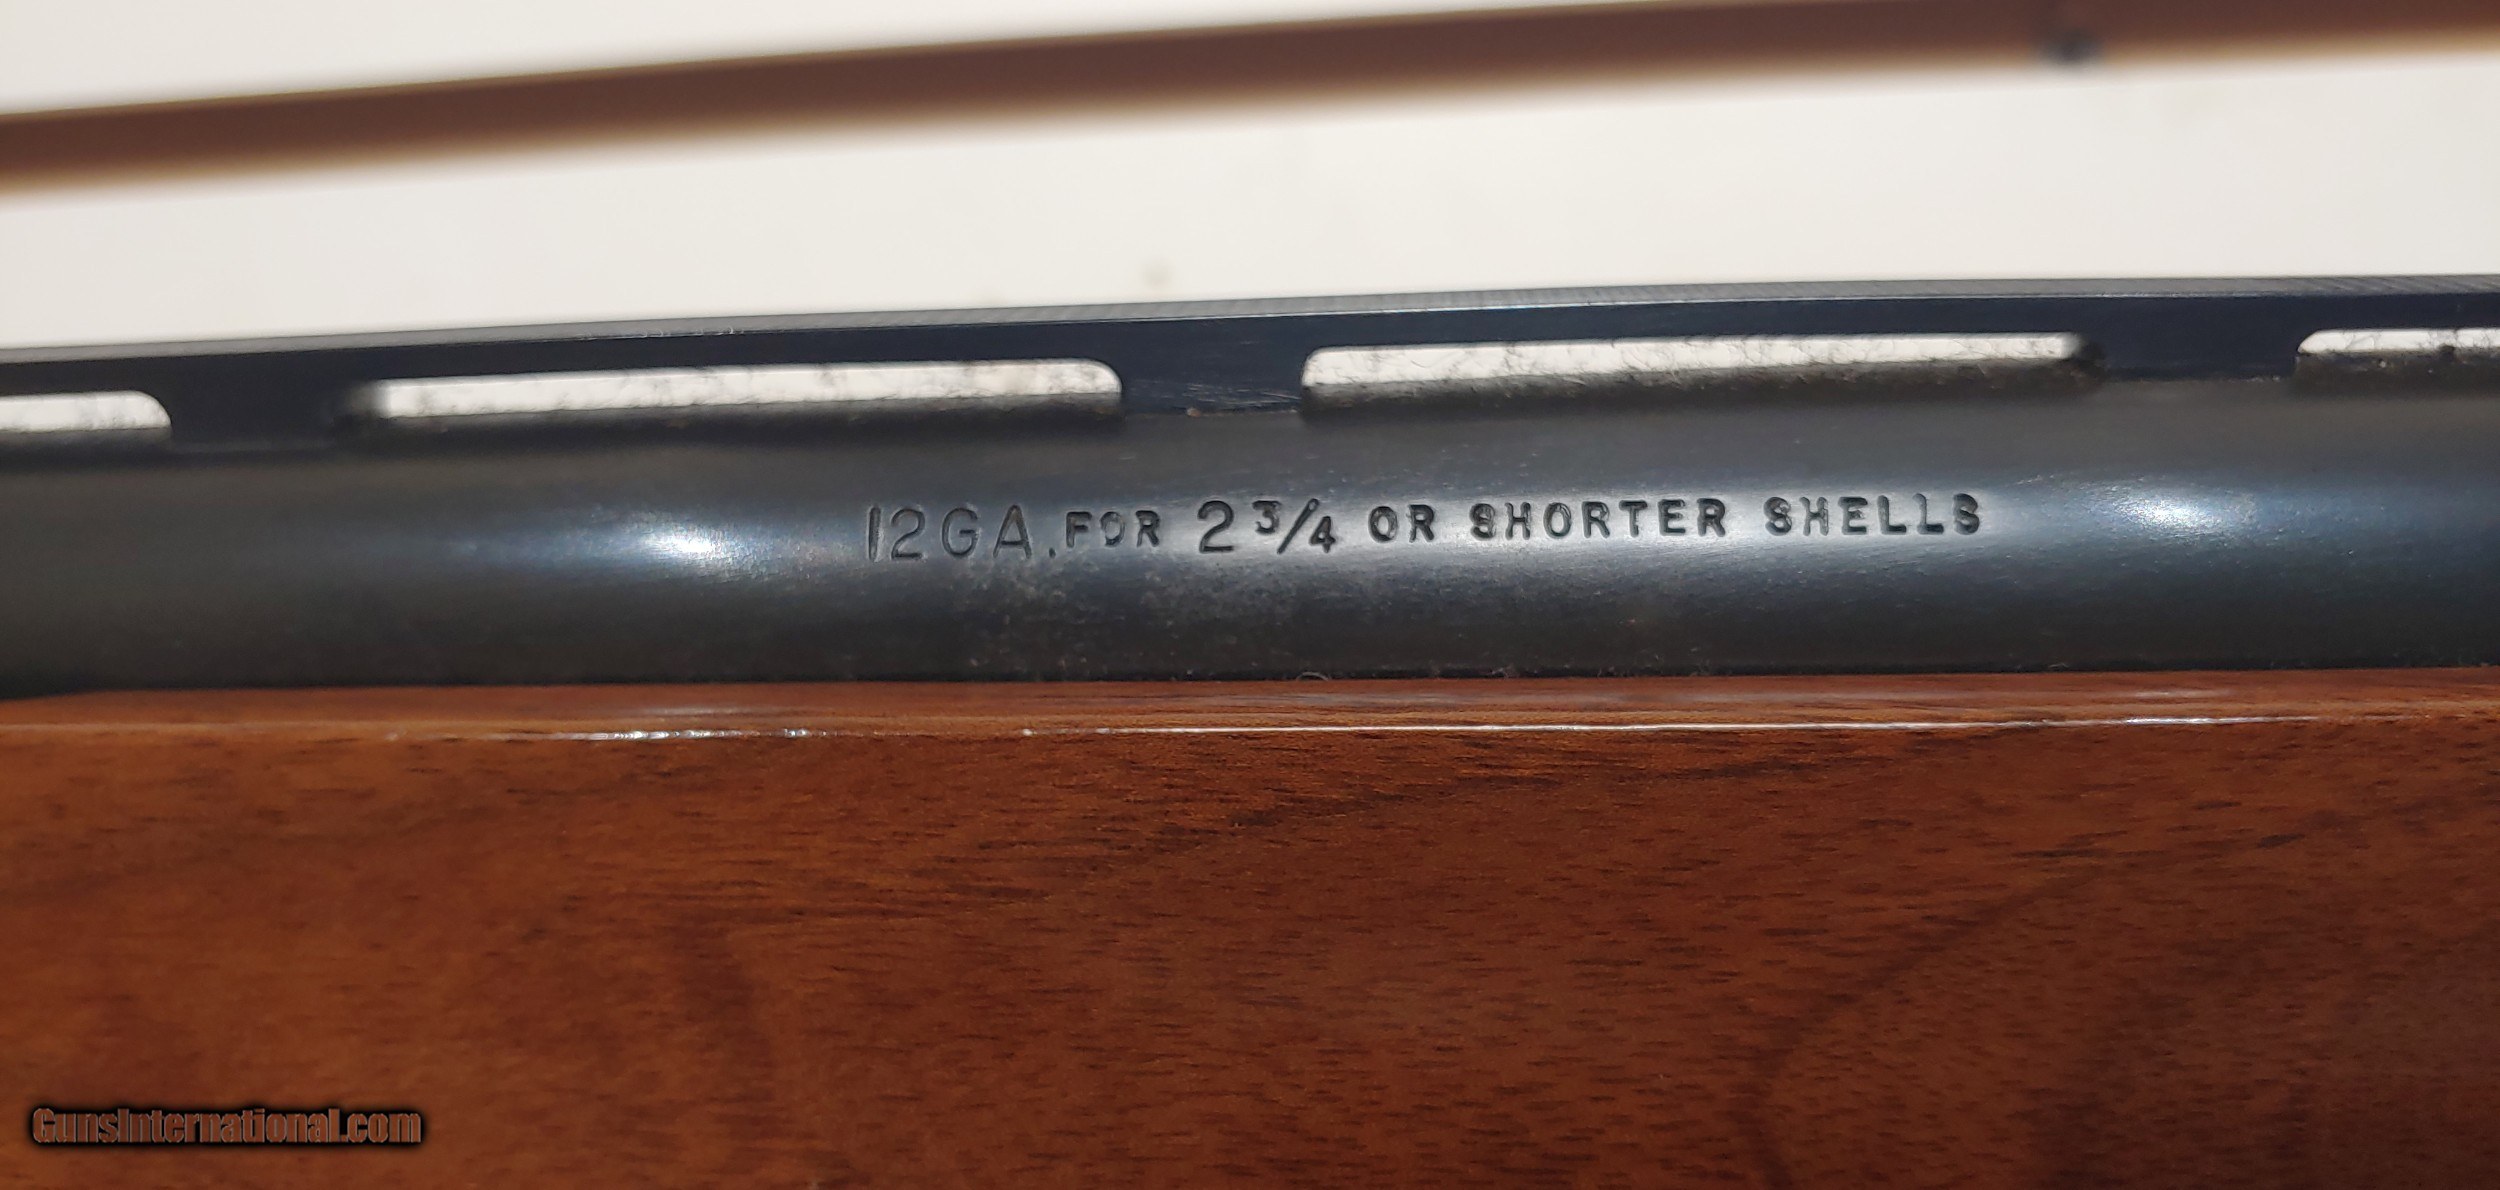 12GA. FOR 2 3/4 OR SHORTER SHELLS
GunsInternational.com